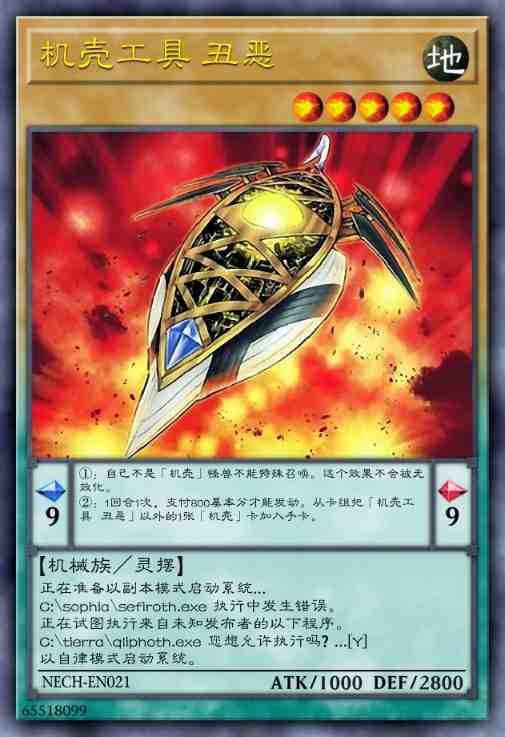 机壳工具 丑恶
地
①：自己不是「机壳」怪兽不能特殊召唤。这个效果不会被无
效化。
②：1回合1次，支付800基本分才能发动。从卡组把「机壳工
具 丑恶」以外的1张「机壳」卡加入手卡。
9
9
【机械族／灵摆】
正在准备以副本模式启动系统...
C:\sophia\sefiroth.exe 执行中发生错误。
正在试图执行来自未知发布者的以下程序。
C:\tierra\qliphoth.exe 您想允许执行吗? ...[Y]
以自律模式启动系统。
NECH-EN021
ATK/1000 DEF/2800
65518099